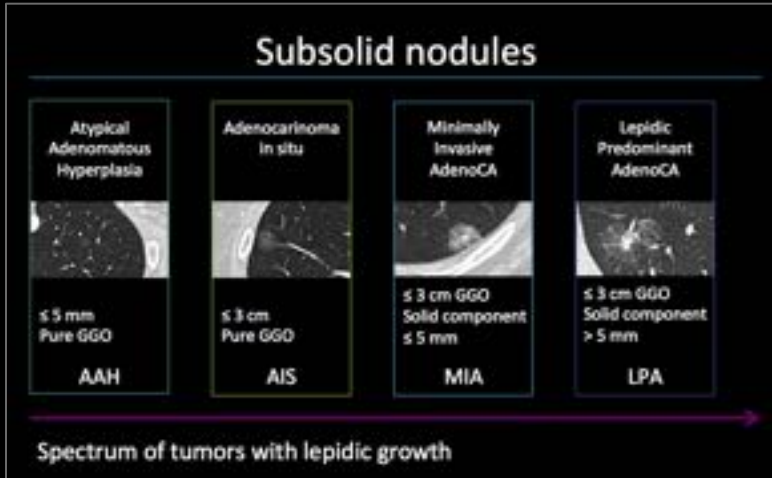 Subsolid nodules
Atypical
Adenomatous
Hyperplasia
≤ 5 mm
Pure GGO
AAH
Adenocarinoma
in situ
≤ 3 cm
Pure GGO
AIS
Minimally
Invasive
AdenoCA
≤ 3 cm GGO
Solid component
≤ 5 mm
MIA
Lepidic
Predominant
AdenoCA
≤ 3 cm GGO
Solid component
> 5 mm
LPA
Spectrum of tumors with lepidic growth